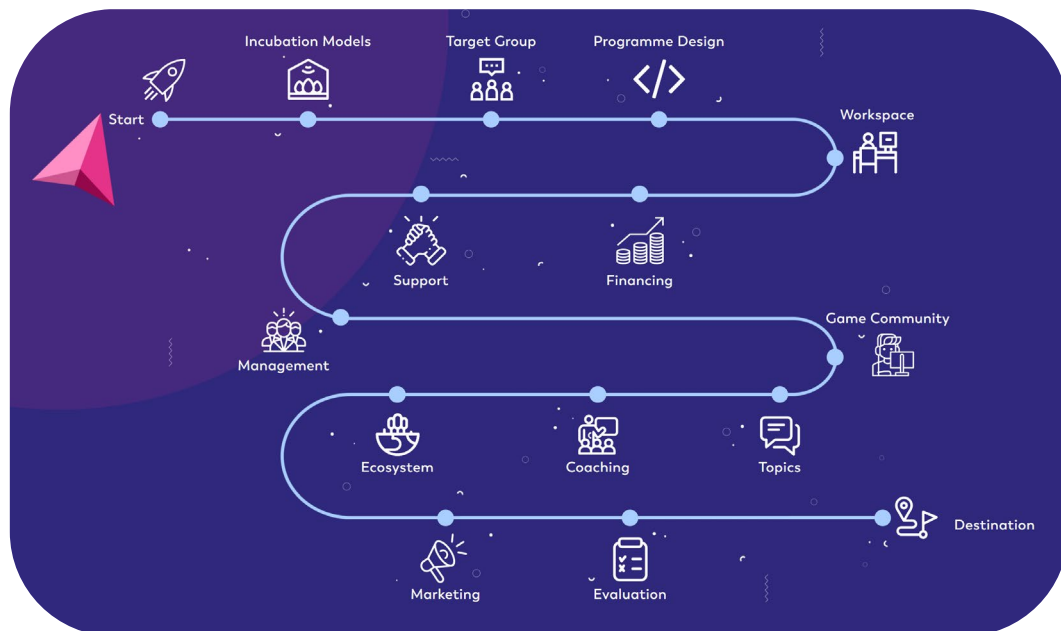 Incubation Models
Target Group
Programme Design
Start
Workspace
Support
Financing
Game Community
Management
Ecosystem
Coaching
Topics
Destination
Marketing
Evaluation